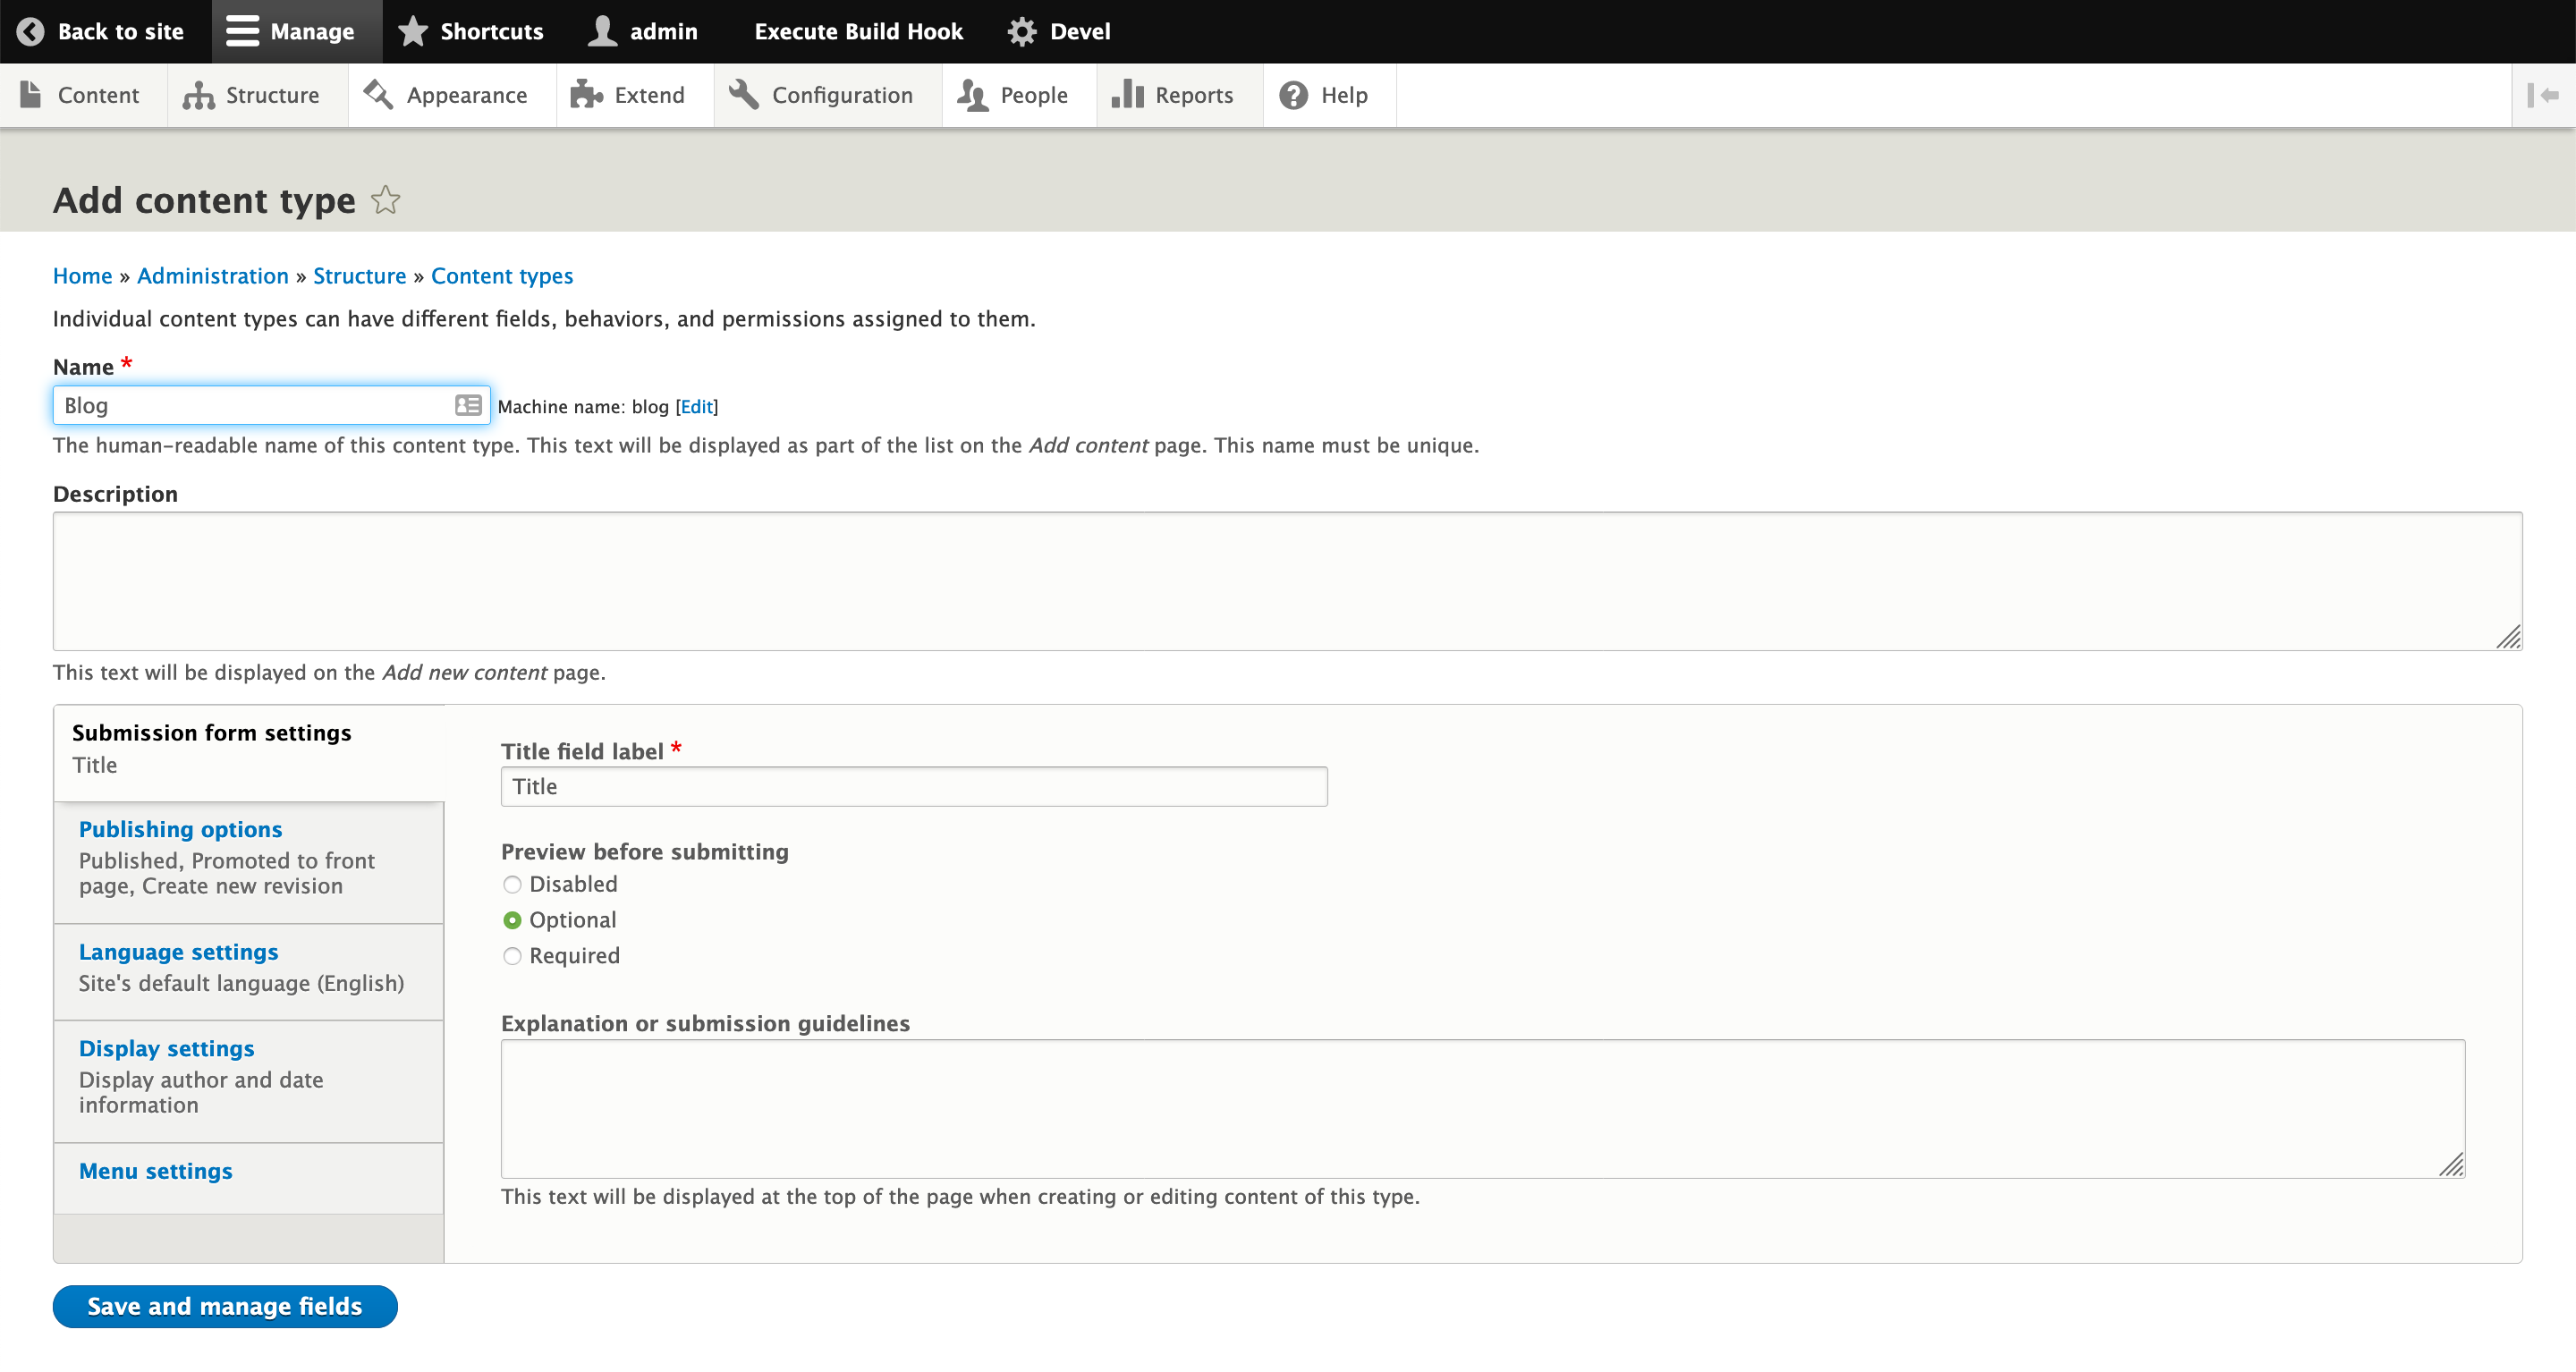 Back to site
Manage
Shortcuts
admin
Execute Build Hook
Devel
Content
Structure
Appearance
Extend
Configuration
People
Reports
Help
Add content type
Home » Administration » Structure » Content types
Individual content types can have different fields, behaviors, and permissions assigned to them.
Name *
Blog
Machine name: blog [Edit]
The human-readable name of this content type. This text will be displayed as part of the list on the Add content page. This name must be unique.
Description
This text will be displayed on the Add new content page.
Submission form settings
Title
Publishing options
Published, Promoted to front
page, Create new revision
Language settings
Site's default language (English)
Display settings
Display author and date
information
Menu settings
Title field label *
Title
Preview before submitting
Disabled
Optional
Required
Explanation or submission guidelines
This text will be displayed at the top of the page when creating or editing content of this type.
Save and manage fields